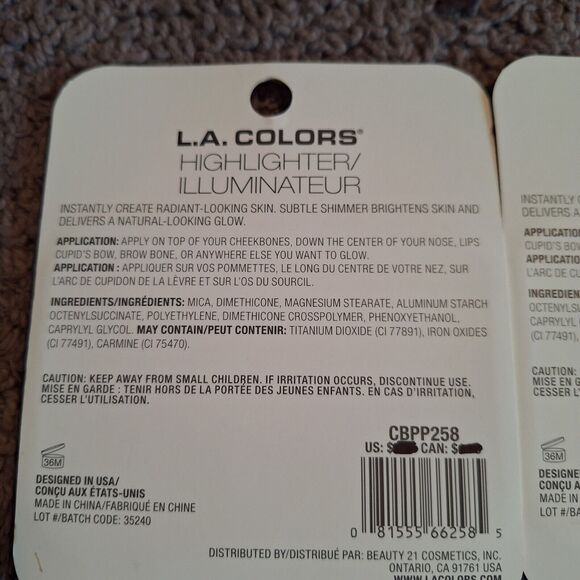 L.A. COLORS®
HIGHLIGHTER/
ILLUMINATEUR
INSTANTLY CREATE RADIANT-LOOKING SKIN. SUBTLE SHIMMER BRIGHTENS SKIN AND
DELIVERS A NATURAL-LOOKING GLOW.
APPLICATION: APPLY ON TOP OF YOUR CHEEKBONES, DOWN THE CENTER OF YOUR NOSE, LIPS
CUPID'S BOW, BROW BONE, OR ANYWHERE ELSE YOU WANT TO GLOW.
APPLICATION : APPLIQUER SUR VOS POMMETTES, LE LONG DU CENTRE DE VOTRE NEZ, SUR
L'ARC DE CUPIDON DE LA LÈVRE ET SUR L'OS DU SOURCIL.
INGREDIENTS/INGRÉDIENTS: MICA, DIMETHICONE, MAGNESIUM STEARATE, ALUMINUM STARCH
OCTENYLSUCCINATE, POLYETHYLENE, DIMETHICONE CROSSPOLYMER, PHENOXYETHANOL,
CAPRYLYL GLYCOL. MAY CONTAIN/PEUT CONTENIR: TITANIUM DIOXIDE (CI 77891), IRON OXIDES
(CI 77491), CARMINE (CI 75470).
CAUTION: KEEP AWAY FROM SMALL CHILDREN. IF IRRITATION OCCURS, DISCONTINUE USE.
MISE EN GARDE : TENIR HORS DE LA PORTÉE DES JEUNES ENFANTS. EN CAS D'IRRITATION,
CESSER L'UTILISATION.
CBPP258
US: $ CAN: $
36M
DESIGNED IN USA/
CONÇU AUX ÉTATS-UNIS
MADE IN CHINA/FABRIQUÉ EN CHINE
LOT #/BATCH CODE: 35240
0 81555 66258 5
DISTRIBUTED BY/DISTRIBUÉ PAR: BEAUTY 21 COSMETICS, INC.
ONTARIO, CA 91761 USA
WWW.LACOLORS.COM
INSTANTLY
DELIVERS A
CUPID'S BO
L'ARC DE CU
CAPRYLYL
(CI 77491),
CAUTION:
MISE EN G
CESSER L'
36M
DESIGNE
CONÇU A
MADE IN
LOT #/BA